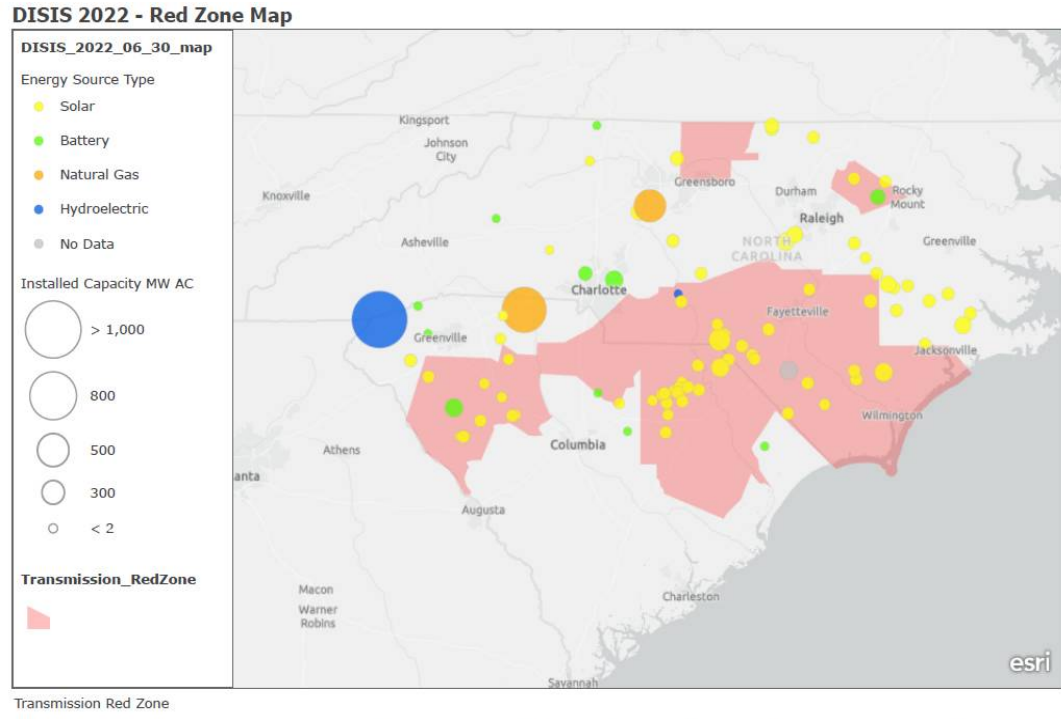 DISIS 2022 - Red Zone Map
DISIS_2022_06_30_map
Energy Source Type
Solar
Battery
Natural Gas
Hydroelectric
No Data
Installed Capacity MW AC
> 1,000
800
500
300
< 2
Transmission_RedZone
Kingsport
Johnson
City
Knoxville
Greensboro
Durham
Rocky
Mount
Raleigh
Asheville
NORTH
CAROLINA
Greenville
Charlotte
Fayetteville
Greenville
Jacksonville
Wilmington
Athens
Columbia
anta
Augusta
Macon
Warner
Robins
Charleston
Savannah
esri
Transmission Red Zone